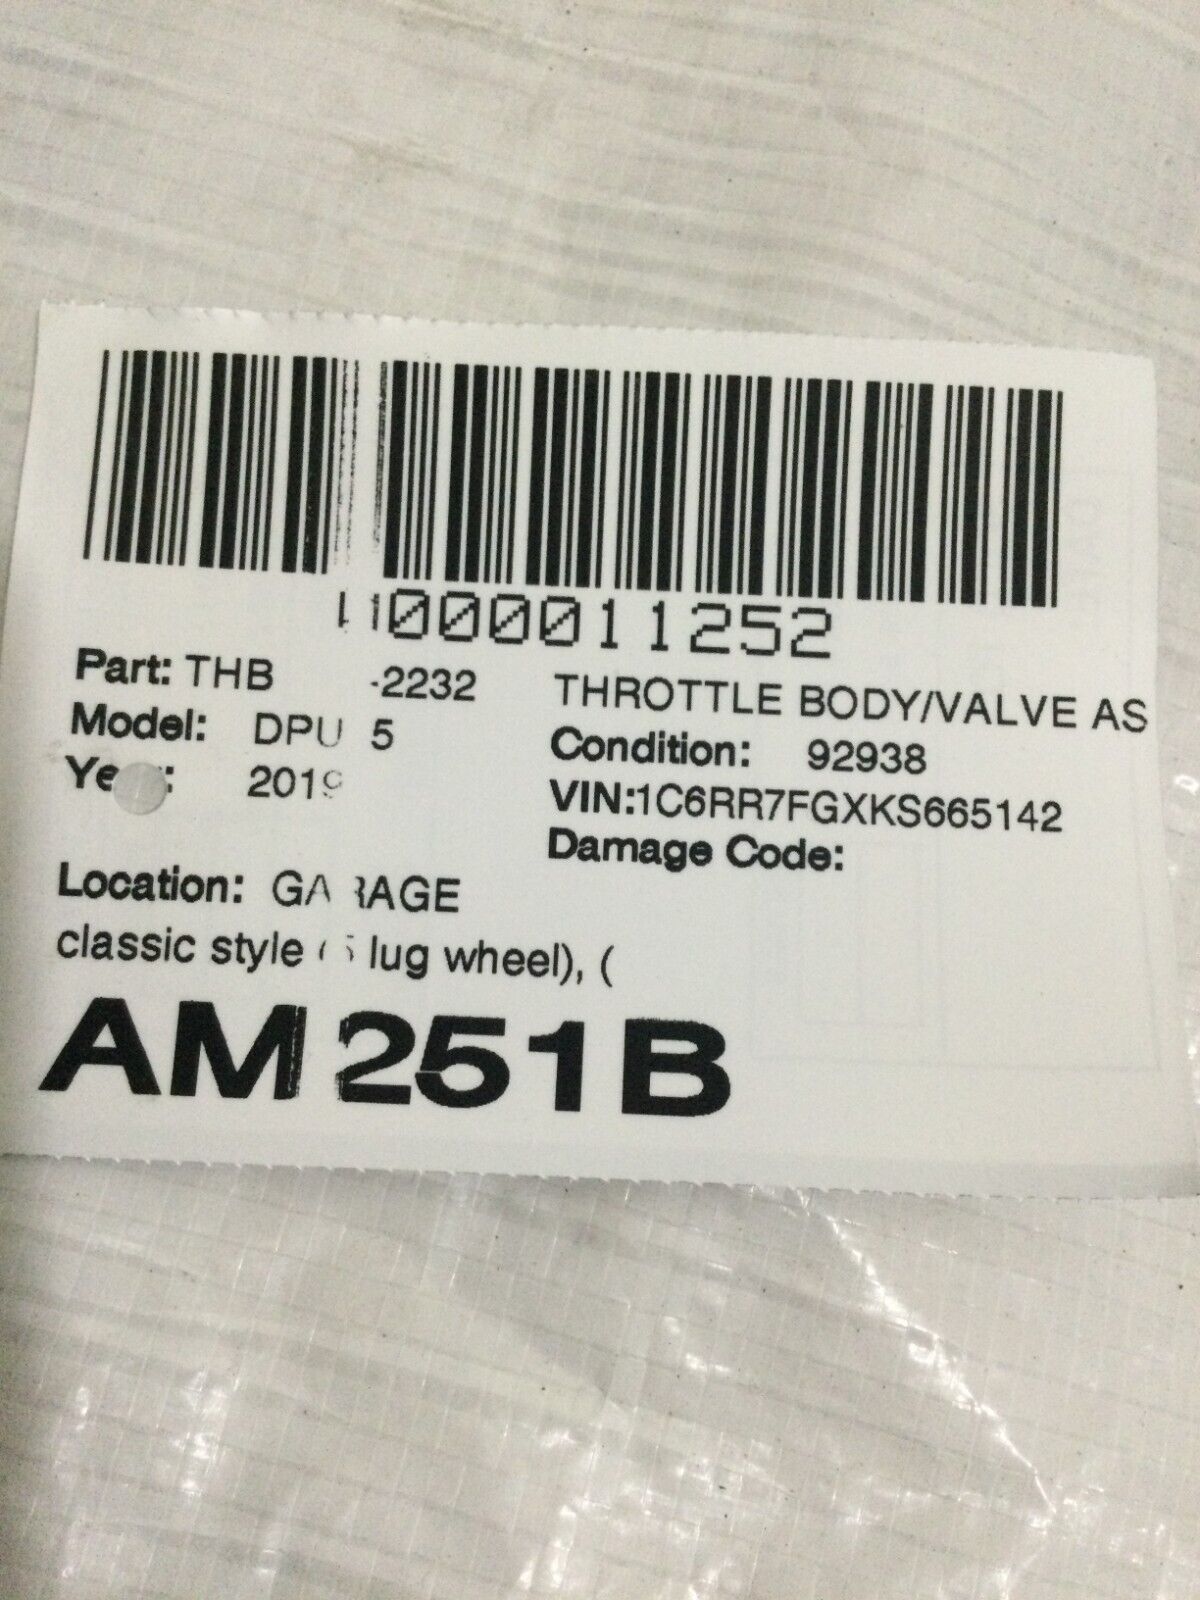 000011252
Part: THB -2232 THROTTLE BODY/VALVE AS
Model: DPU 5 Condition: 92938
Year: 2019 VIN:1C6RR7FGXKS665142
Damage Code:
Location: GARAGE
classic style ( lug wheel), (
AM251B